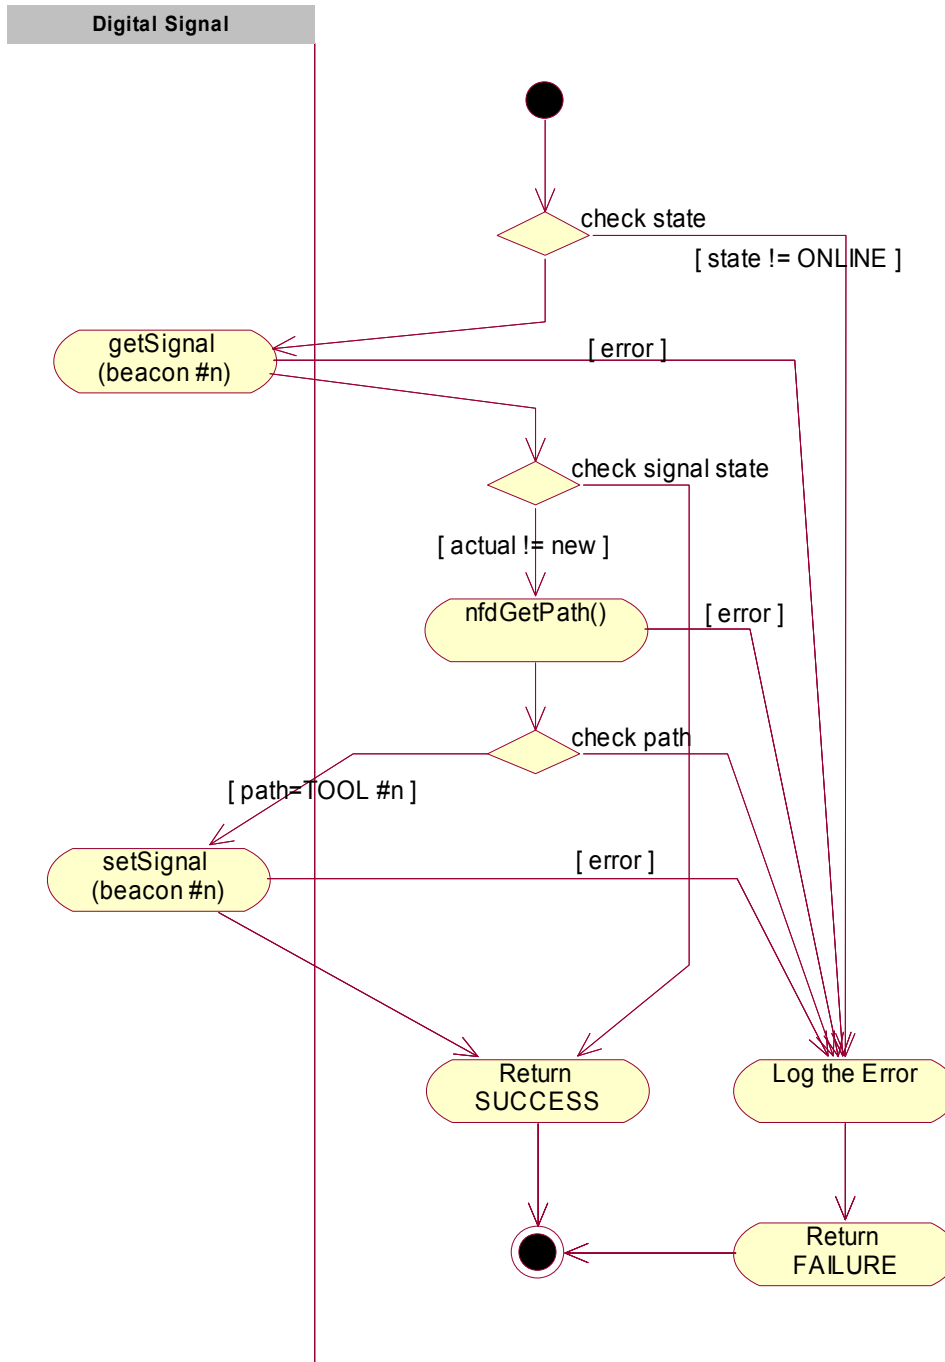 Digital Signal
check state
[ state != ONLINE ]
getSignal
(beacon #n)
[ error ]
check signal state
[ actual != new ]
nfdGetPath()
[ error ]
check path
[ path=TOOL #n ]
setSignal
(beacon #n)
[ error ]
Return
SUCCESS
Log the Error
Return
FAILURE